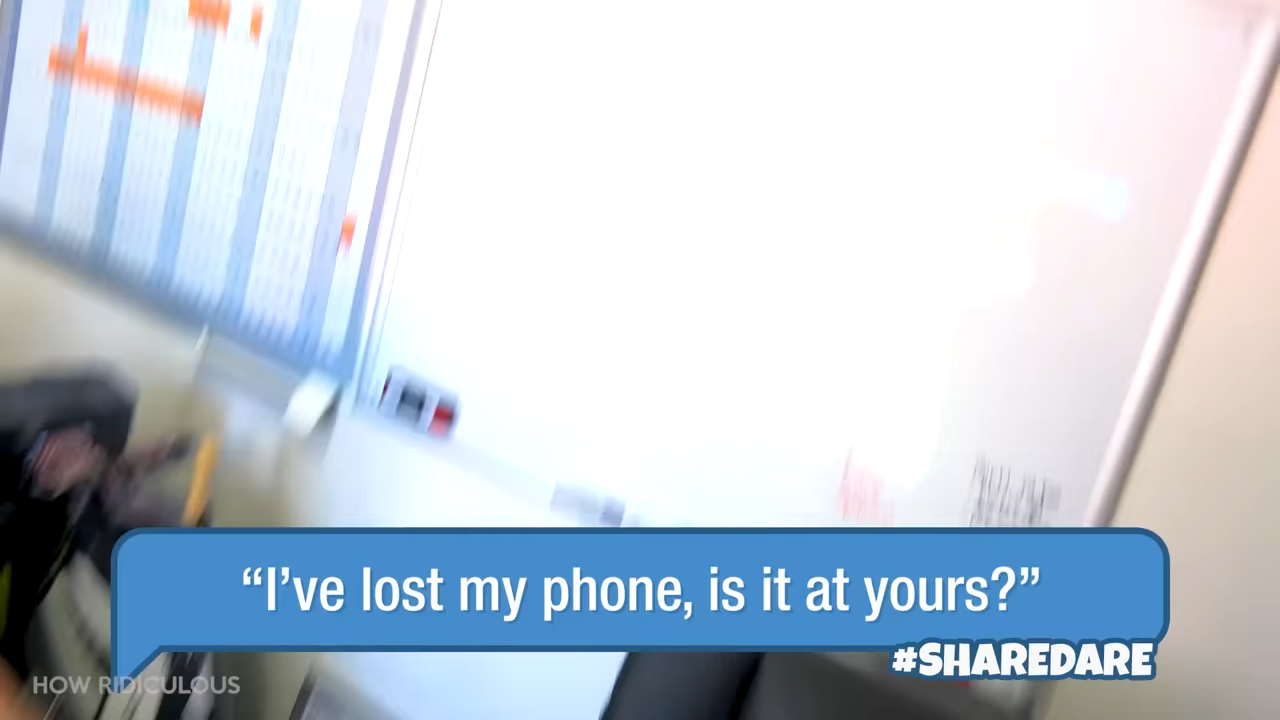 “I’ve lost my phone, is it at yours?”
#SHAREDARE
HOW RIDICULOUS